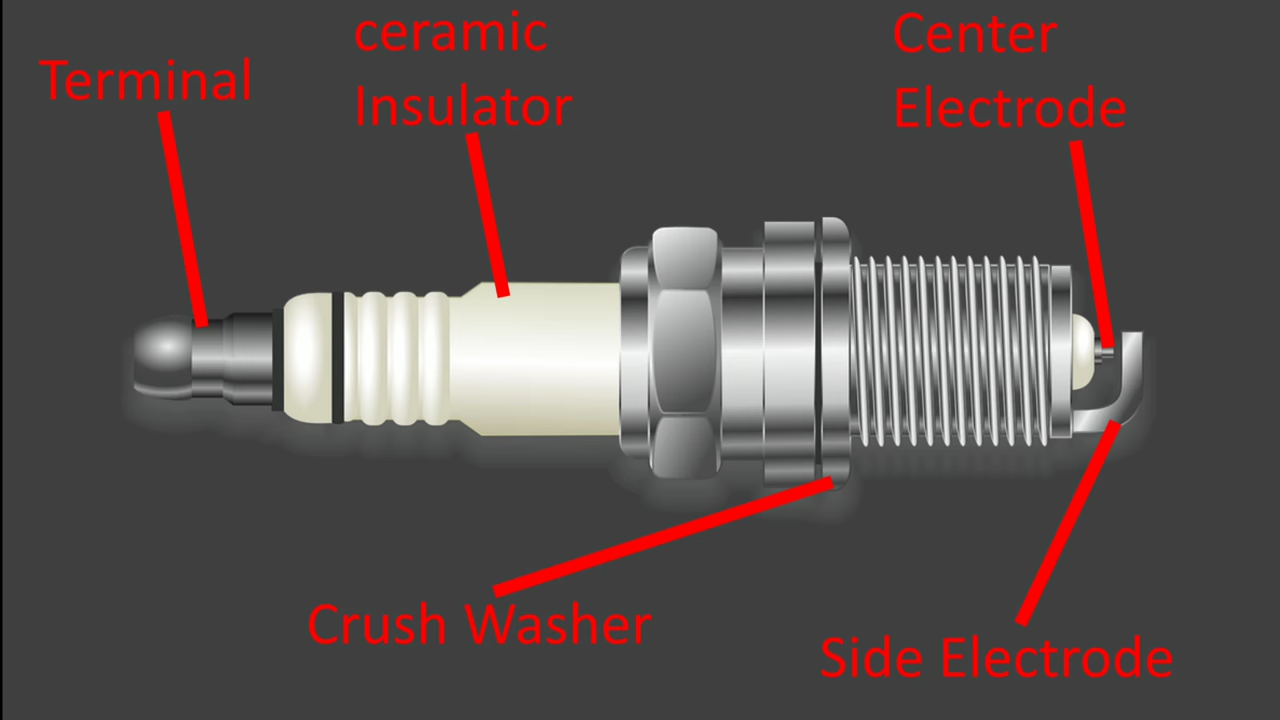 Terminal
ceramic
Insulator
Center
Electrode
Crush Washer
Side Electrode